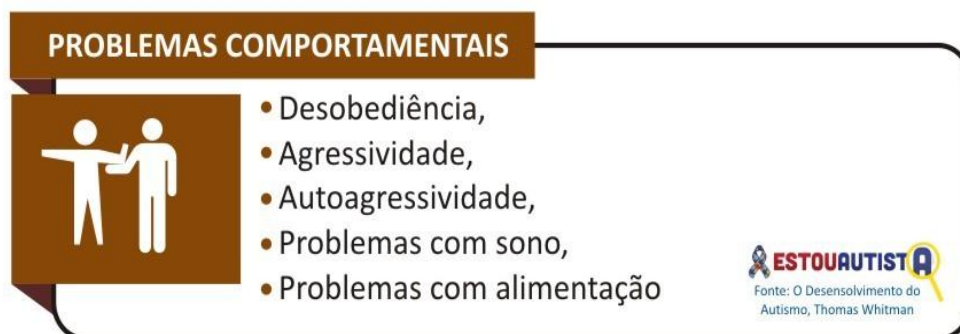 PROBLEMAS COMPORTAMENTAIS
• Desobediência,
• Agressividade,
• Autoagressividade,
• Problemas com sono,
• Problemas com alimentação
ESTOUAUTISTA
Fonte: O Desensolvimento do
Autismo, Thomas Whitman